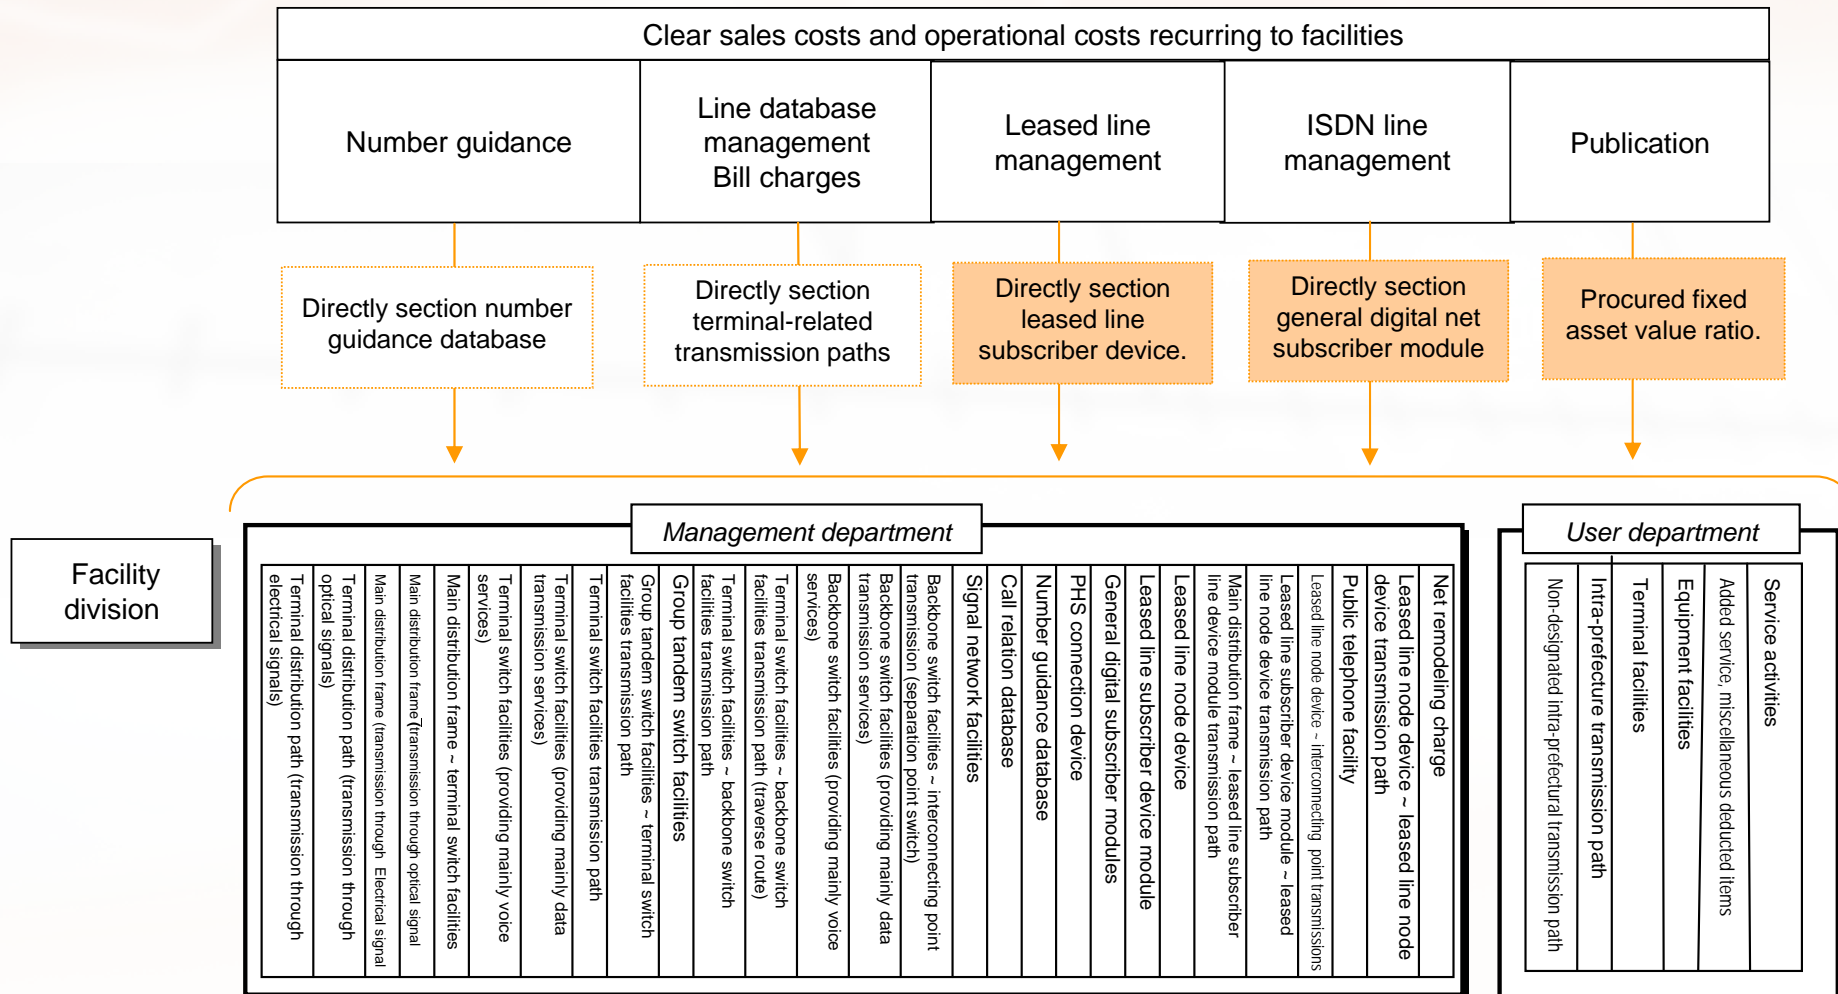 Clear sales costs and operational costs recurring to facilities
Number guidance
Line database
management
Bill charges
Leased line
management
ISDN line
management
Publication
Directly section number
guidance database
Directly section
terminal-related
transmission paths
Directly section
leased line
subscriber device.
Directly section
general digital net
subscriber module
Procured fixed
asset value ratio.
Facility
division
Management department
Terminal distribution path (transmission through
electrical signals)
Terminal distribution path (transmission through
optical signals)
Main distribution frame (transmission through Electrical signal
Main distribution frame (transmission through optical signal
Main distribution frame ~ terminal switch facilities
Terminal switch facilities (providing mainly voice
services)
Terminal switch facilities (providing mainly data
transmission services)
Terminal switch facilities transmission path
Group tandem switch facilities ~ terminal switch
facilities transmission path
Group tandem switch facilities
Terminal switch facilities ~ backbone switch
facilities transmission path
Terminal switch facilities ~ backbone switch
facilities transmission path (traverse route)
Backbone switch facilities (providing mainly voice
services)
Backbone switch facilities (providing mainly data
transmission services)
Backbone switch facilities ~ interconnecting point
transmission (separation point switch)
Signal network facilities
Call relation database
Number guidance database
PHS connection device
General digital subscriber modules
Leased line subscriber device module
Leased line node device
Main distribution frame ~ leased line subscriber
line device module transmission path
Leased line subscriber device module ~ leased
line node device transmission path
Leased line node device ~ interconnecting point transmissions
Public telephone facility
Leased line node device ~ leased line node
device transmission path
Net remodeling charge
User department
Non-designated intra-prefectural transmission path
Intra-prefecture transmission path
Terminal facilities
Equipment facilities
Added service, miscellaneous deducted items
Service activities